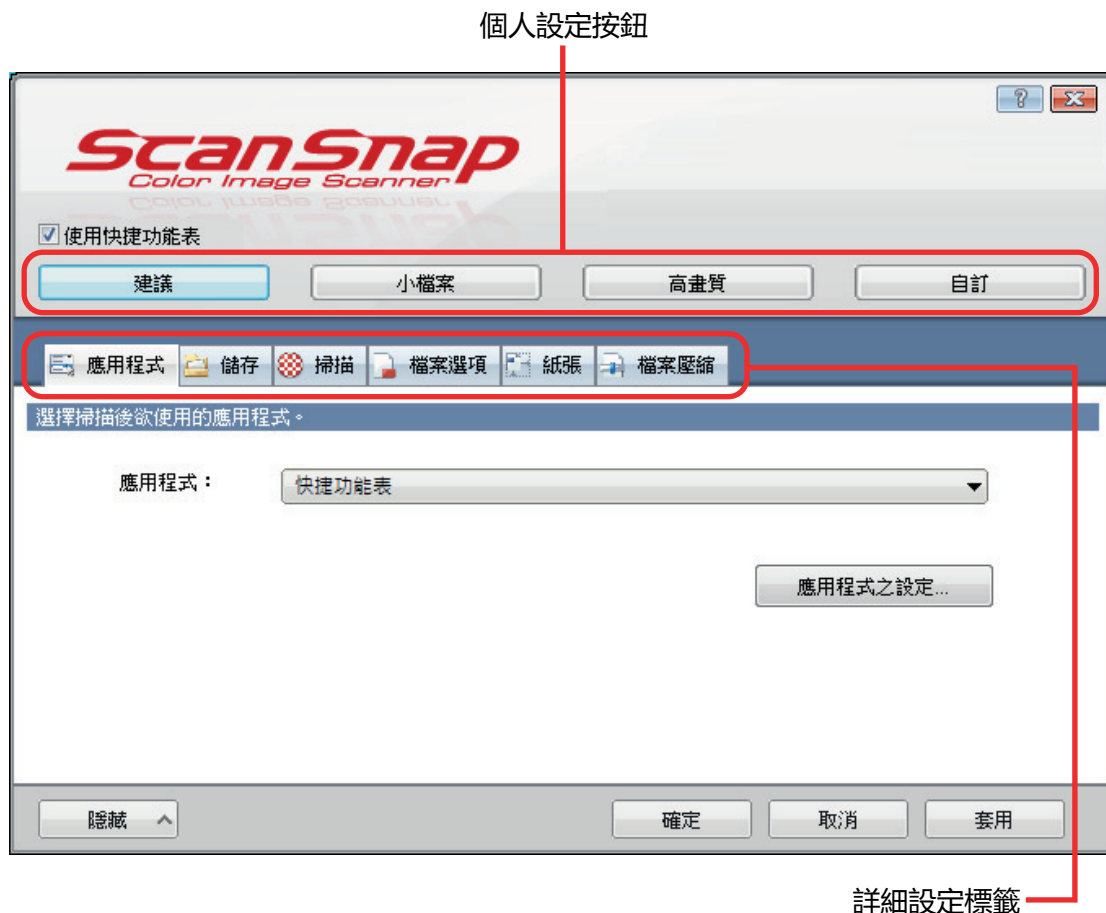 個人設定按鈕
ScanSnap
Color Image Scanner
使用快捷功能表
建議 小檔案 高畫質 自訂
應用程式 儲存 掃描 檔案選項 紙張 檔案壓縮
選擇掃描後欲使用的應用程式。
應用程式： 快捷功能表
應用程式之設定...
隱藏 確定 取消 套用
詳細設定標籤